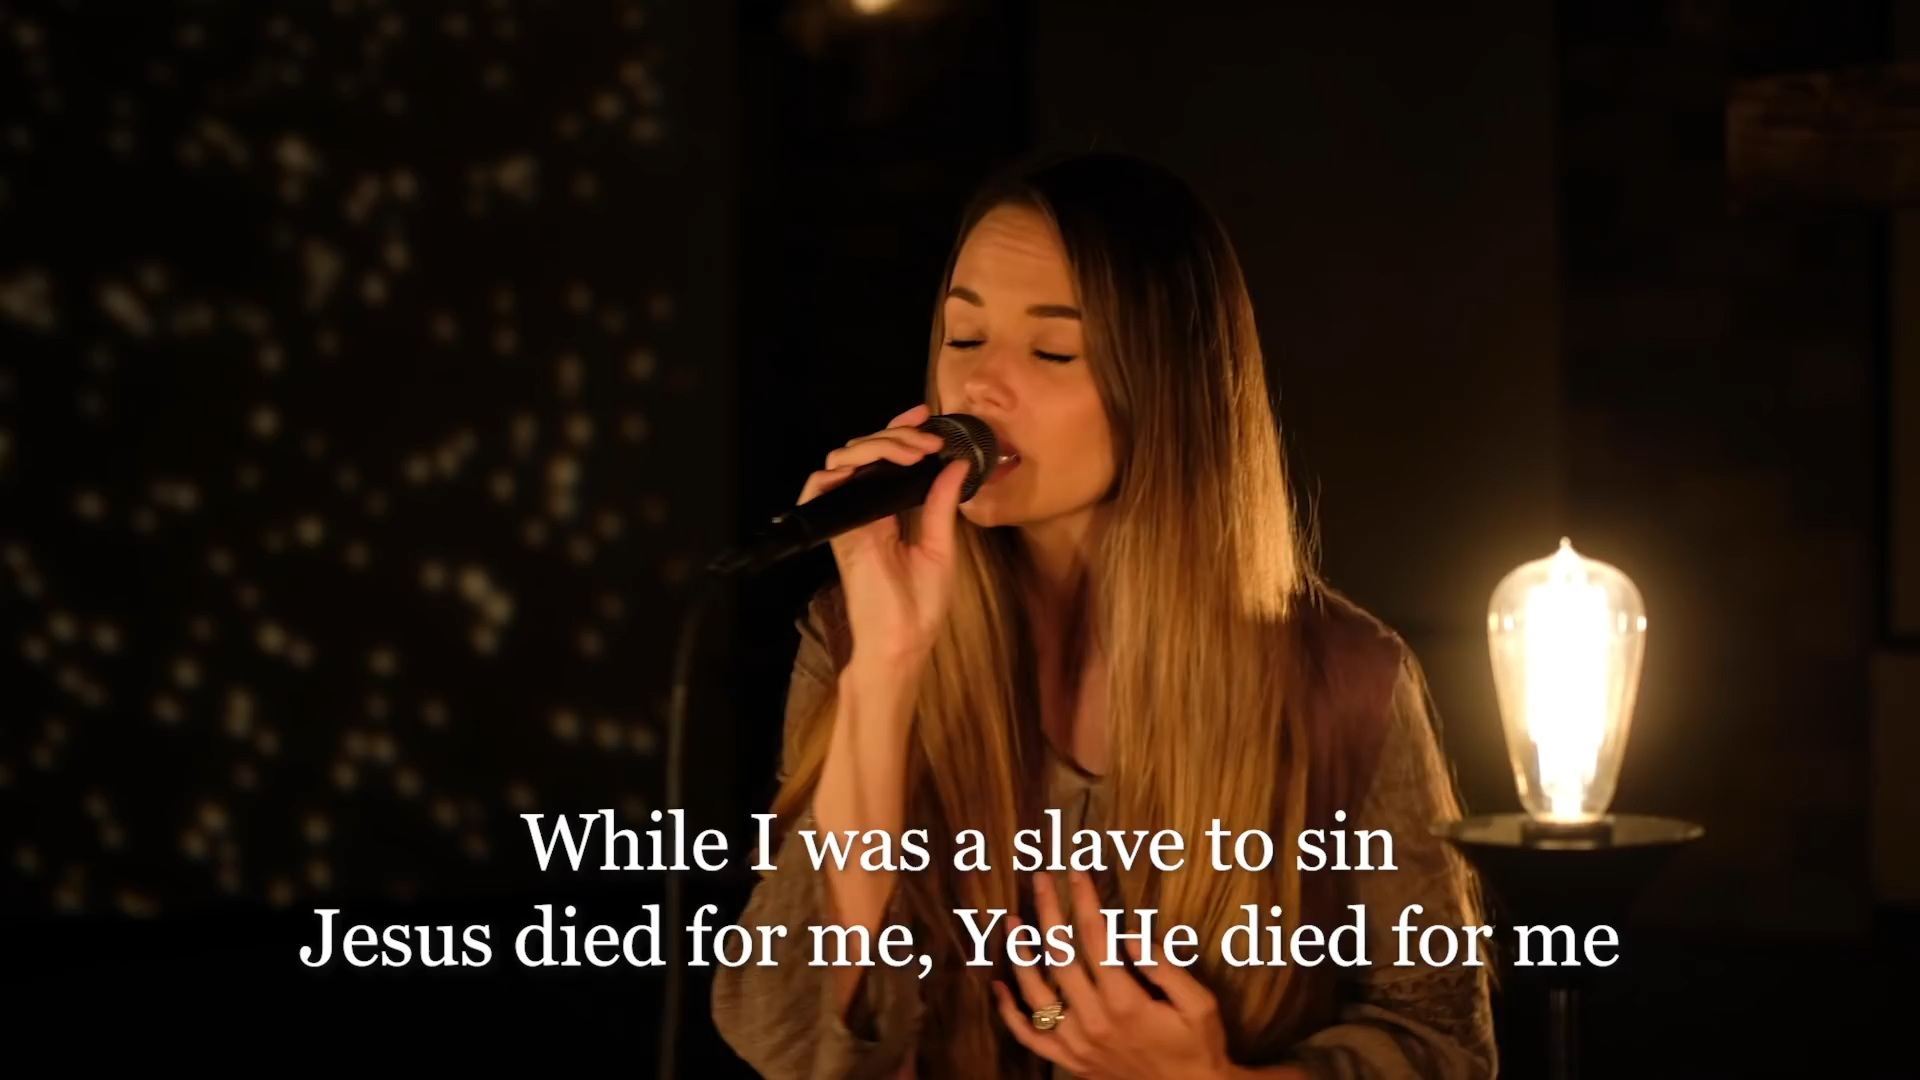 While I was a slave to sin
Jesus died for me, Yes He died for me